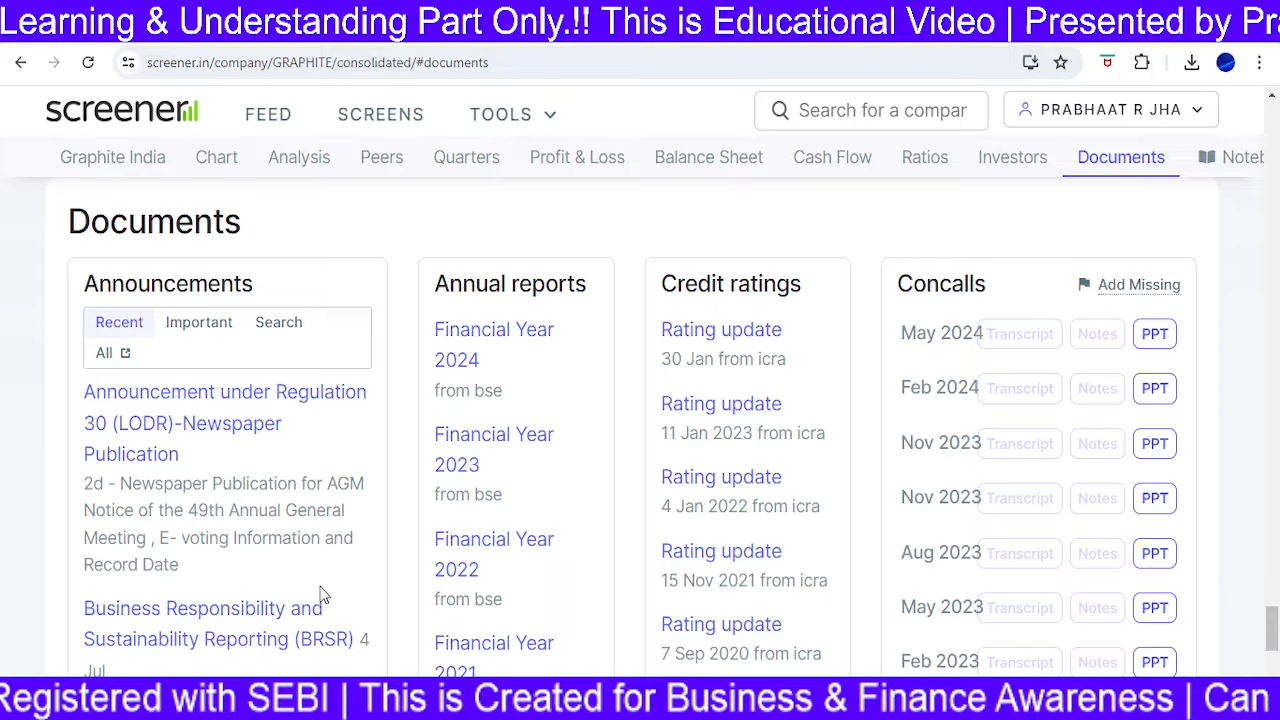 Learning & Understanding Part Only.!! This is Educational Video | Presented by Pra
screener.in/company/GRAPHITE/consolidated/#documents
screener
FEED
SCREENS
TOOLS
Search for a compar
PRABHAAT R JHA
Graphite India
Chart
Analysis
Peers
Quarters
Profit & Loss
Balance Sheet
Cash Flow
Ratios
Investors
Documents
Noteb
Documents
Announcements
Recent
Important
Search
All
Announcement under Regulation
30 (LODR)-Newspaper
Publication
2d - Newspaper Publication for AGM
Notice of the 49th Annual General
Meeting , E- voting Information and
Record Date
Business Responsibility and
Sustainability Reporting (BRSR) 4
Jul
Annual reports
Financial Year
2024
from bse
Financial Year
2023
from bse
Financial Year
2022
from bse
Financial Year
2021
Credit ratings
Rating update
30 Jan from icra
Rating update
11 Jan 2023 from icra
Rating update
4 Jan 2022 from icra
Rating update
15 Nov 2021 from icra
Rating update
7 Sep 2020 from icra
Concalls
Add Missing
May 2024 Transcript Notes PPT
Feb 2024 Transcript Notes PPT
Nov 2023 Transcript Notes PPT
Nov 2023 Transcript Notes PPT
Aug 2023 Transcript Notes PPT
May 2023 Transcript Notes PPT
Feb 2023 Transcript Notes PPT
Registered with SEBI | This is Created for Business & Finance Awareness | Can